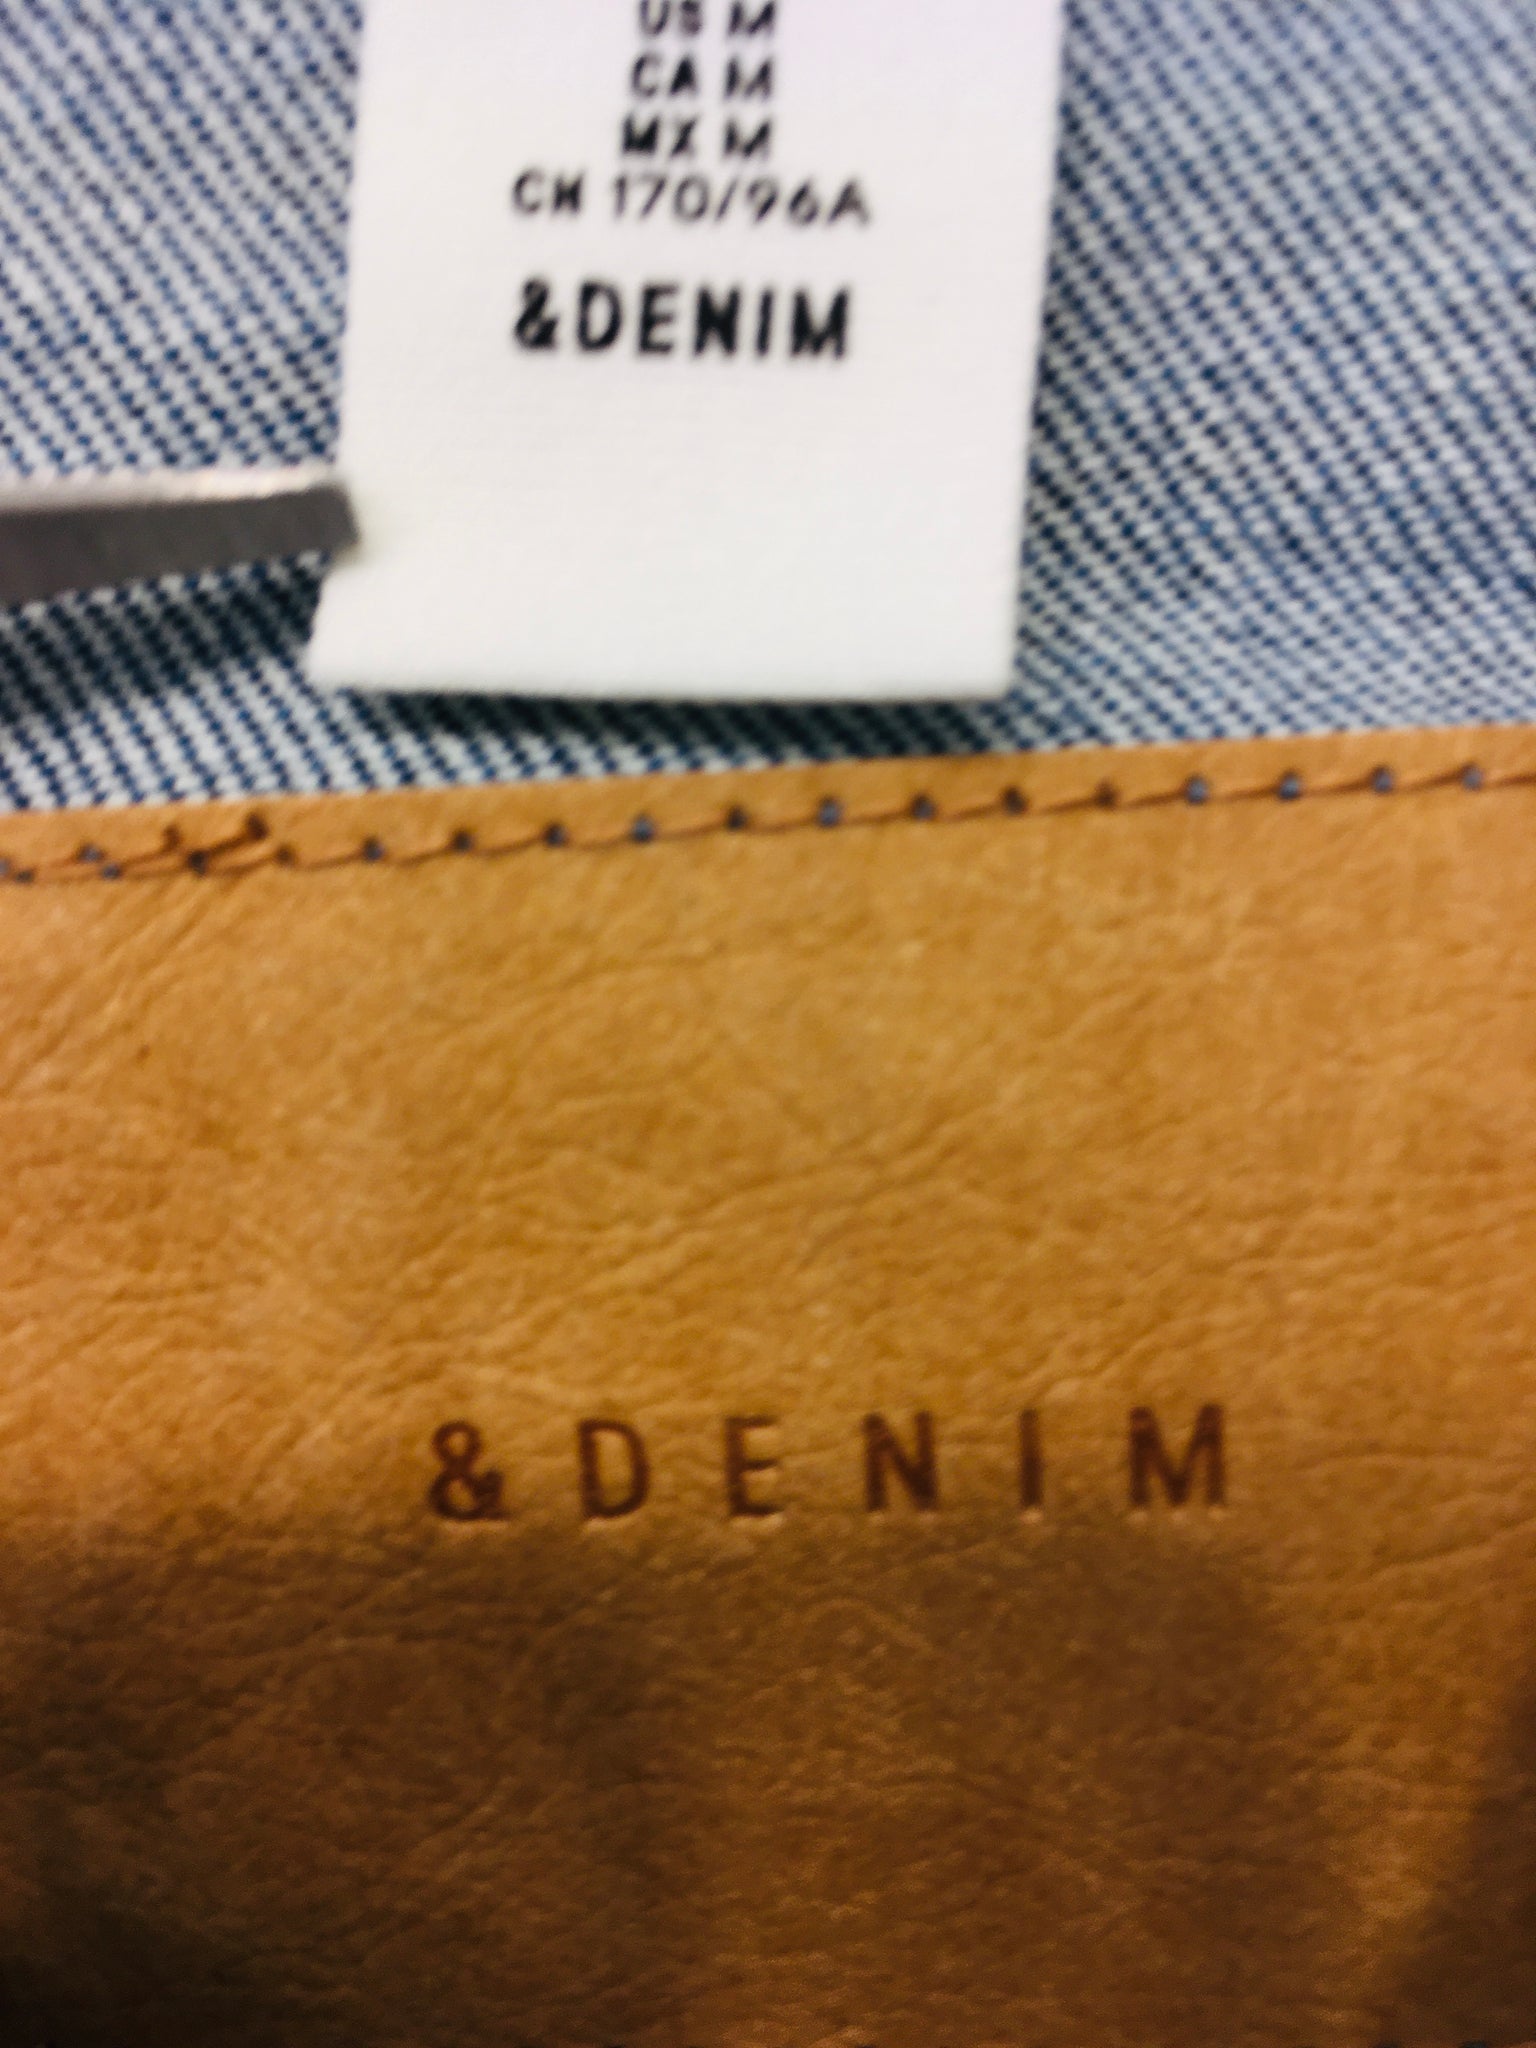 US M
CA M
MX M
CN 170/96A
&DENIM
&DENIM